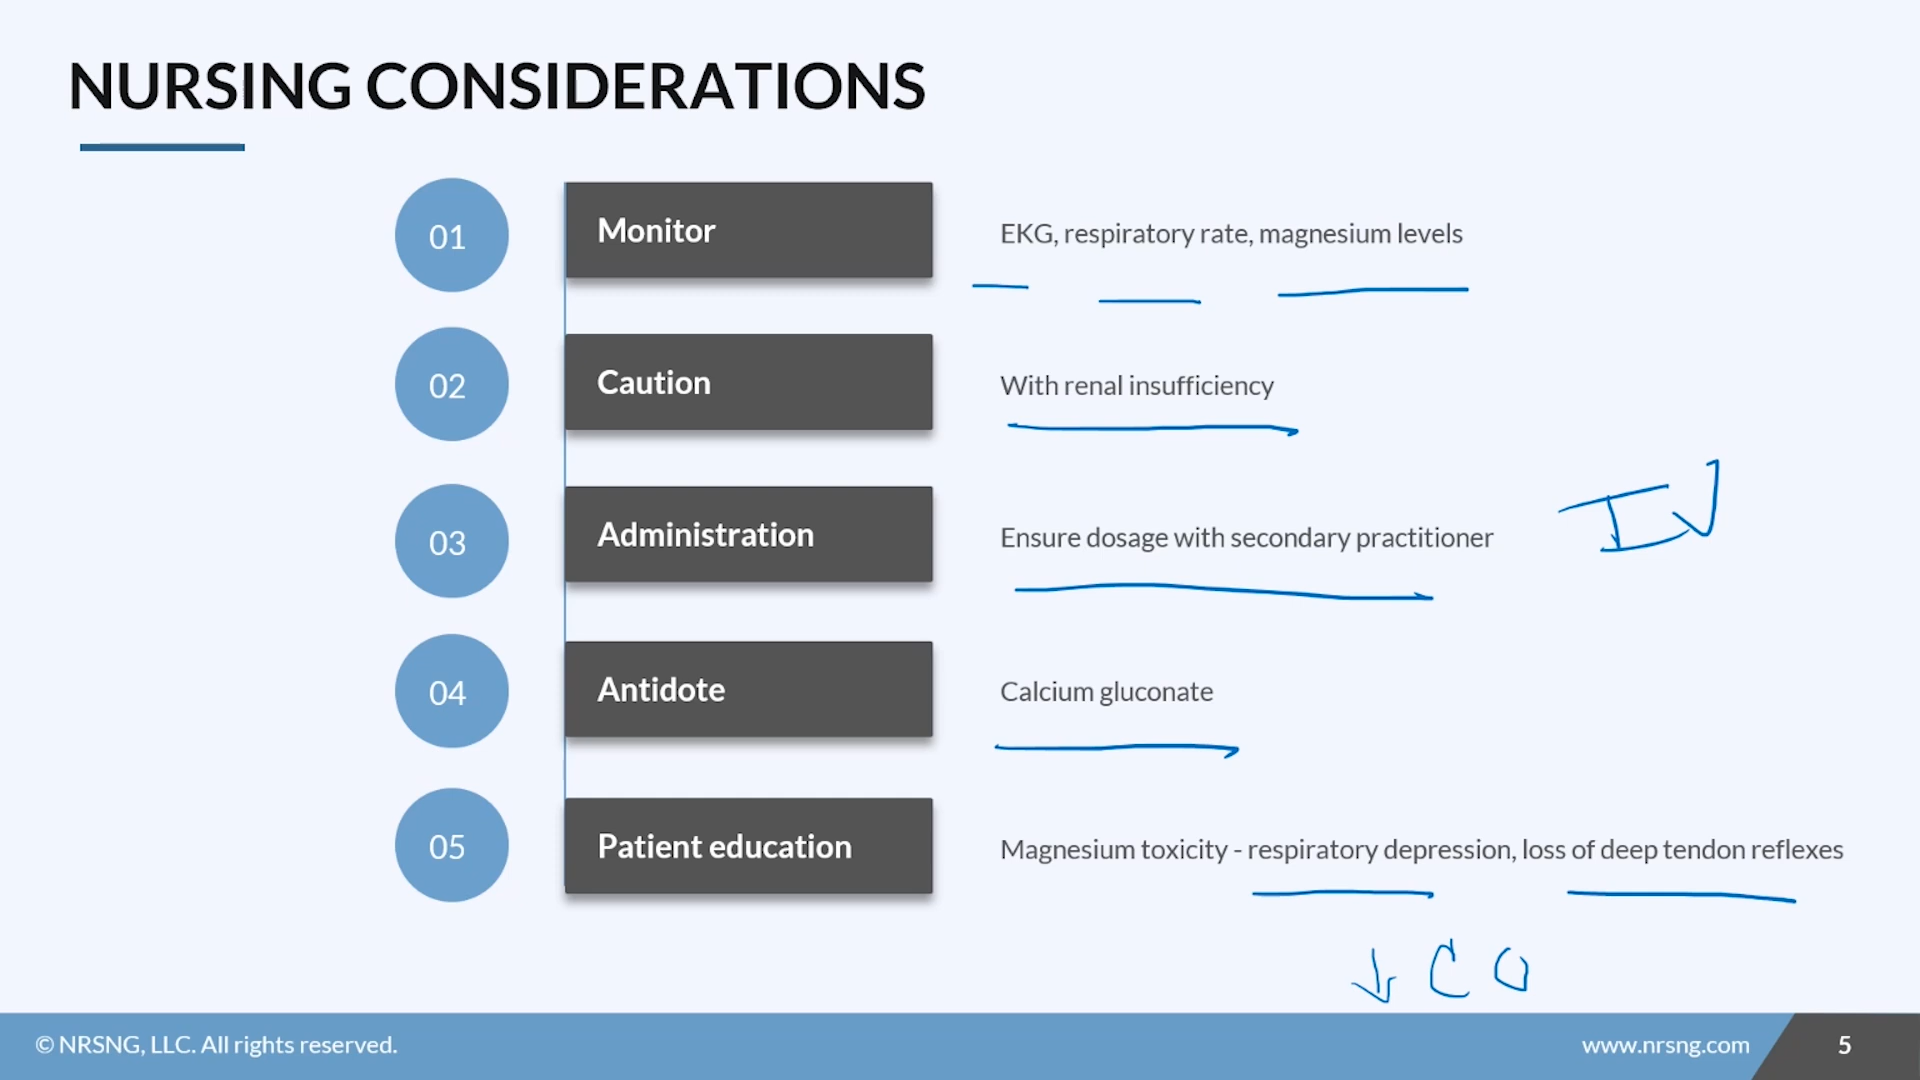 NURSING CONSIDERATIONS
01 Monitor EKG, respiratory rate, magnesium levels
02 Caution With renal insufficiency
03 Administration Ensure dosage with secondary practitioner IV
04 Antidote Calcium gluconate
05 Patient education Magnesium toxicity - respiratory depression, loss of deep tendon reflexes
↓ CO
© NRSNG, LLC. All rights reserved. www.nrsng.com 5